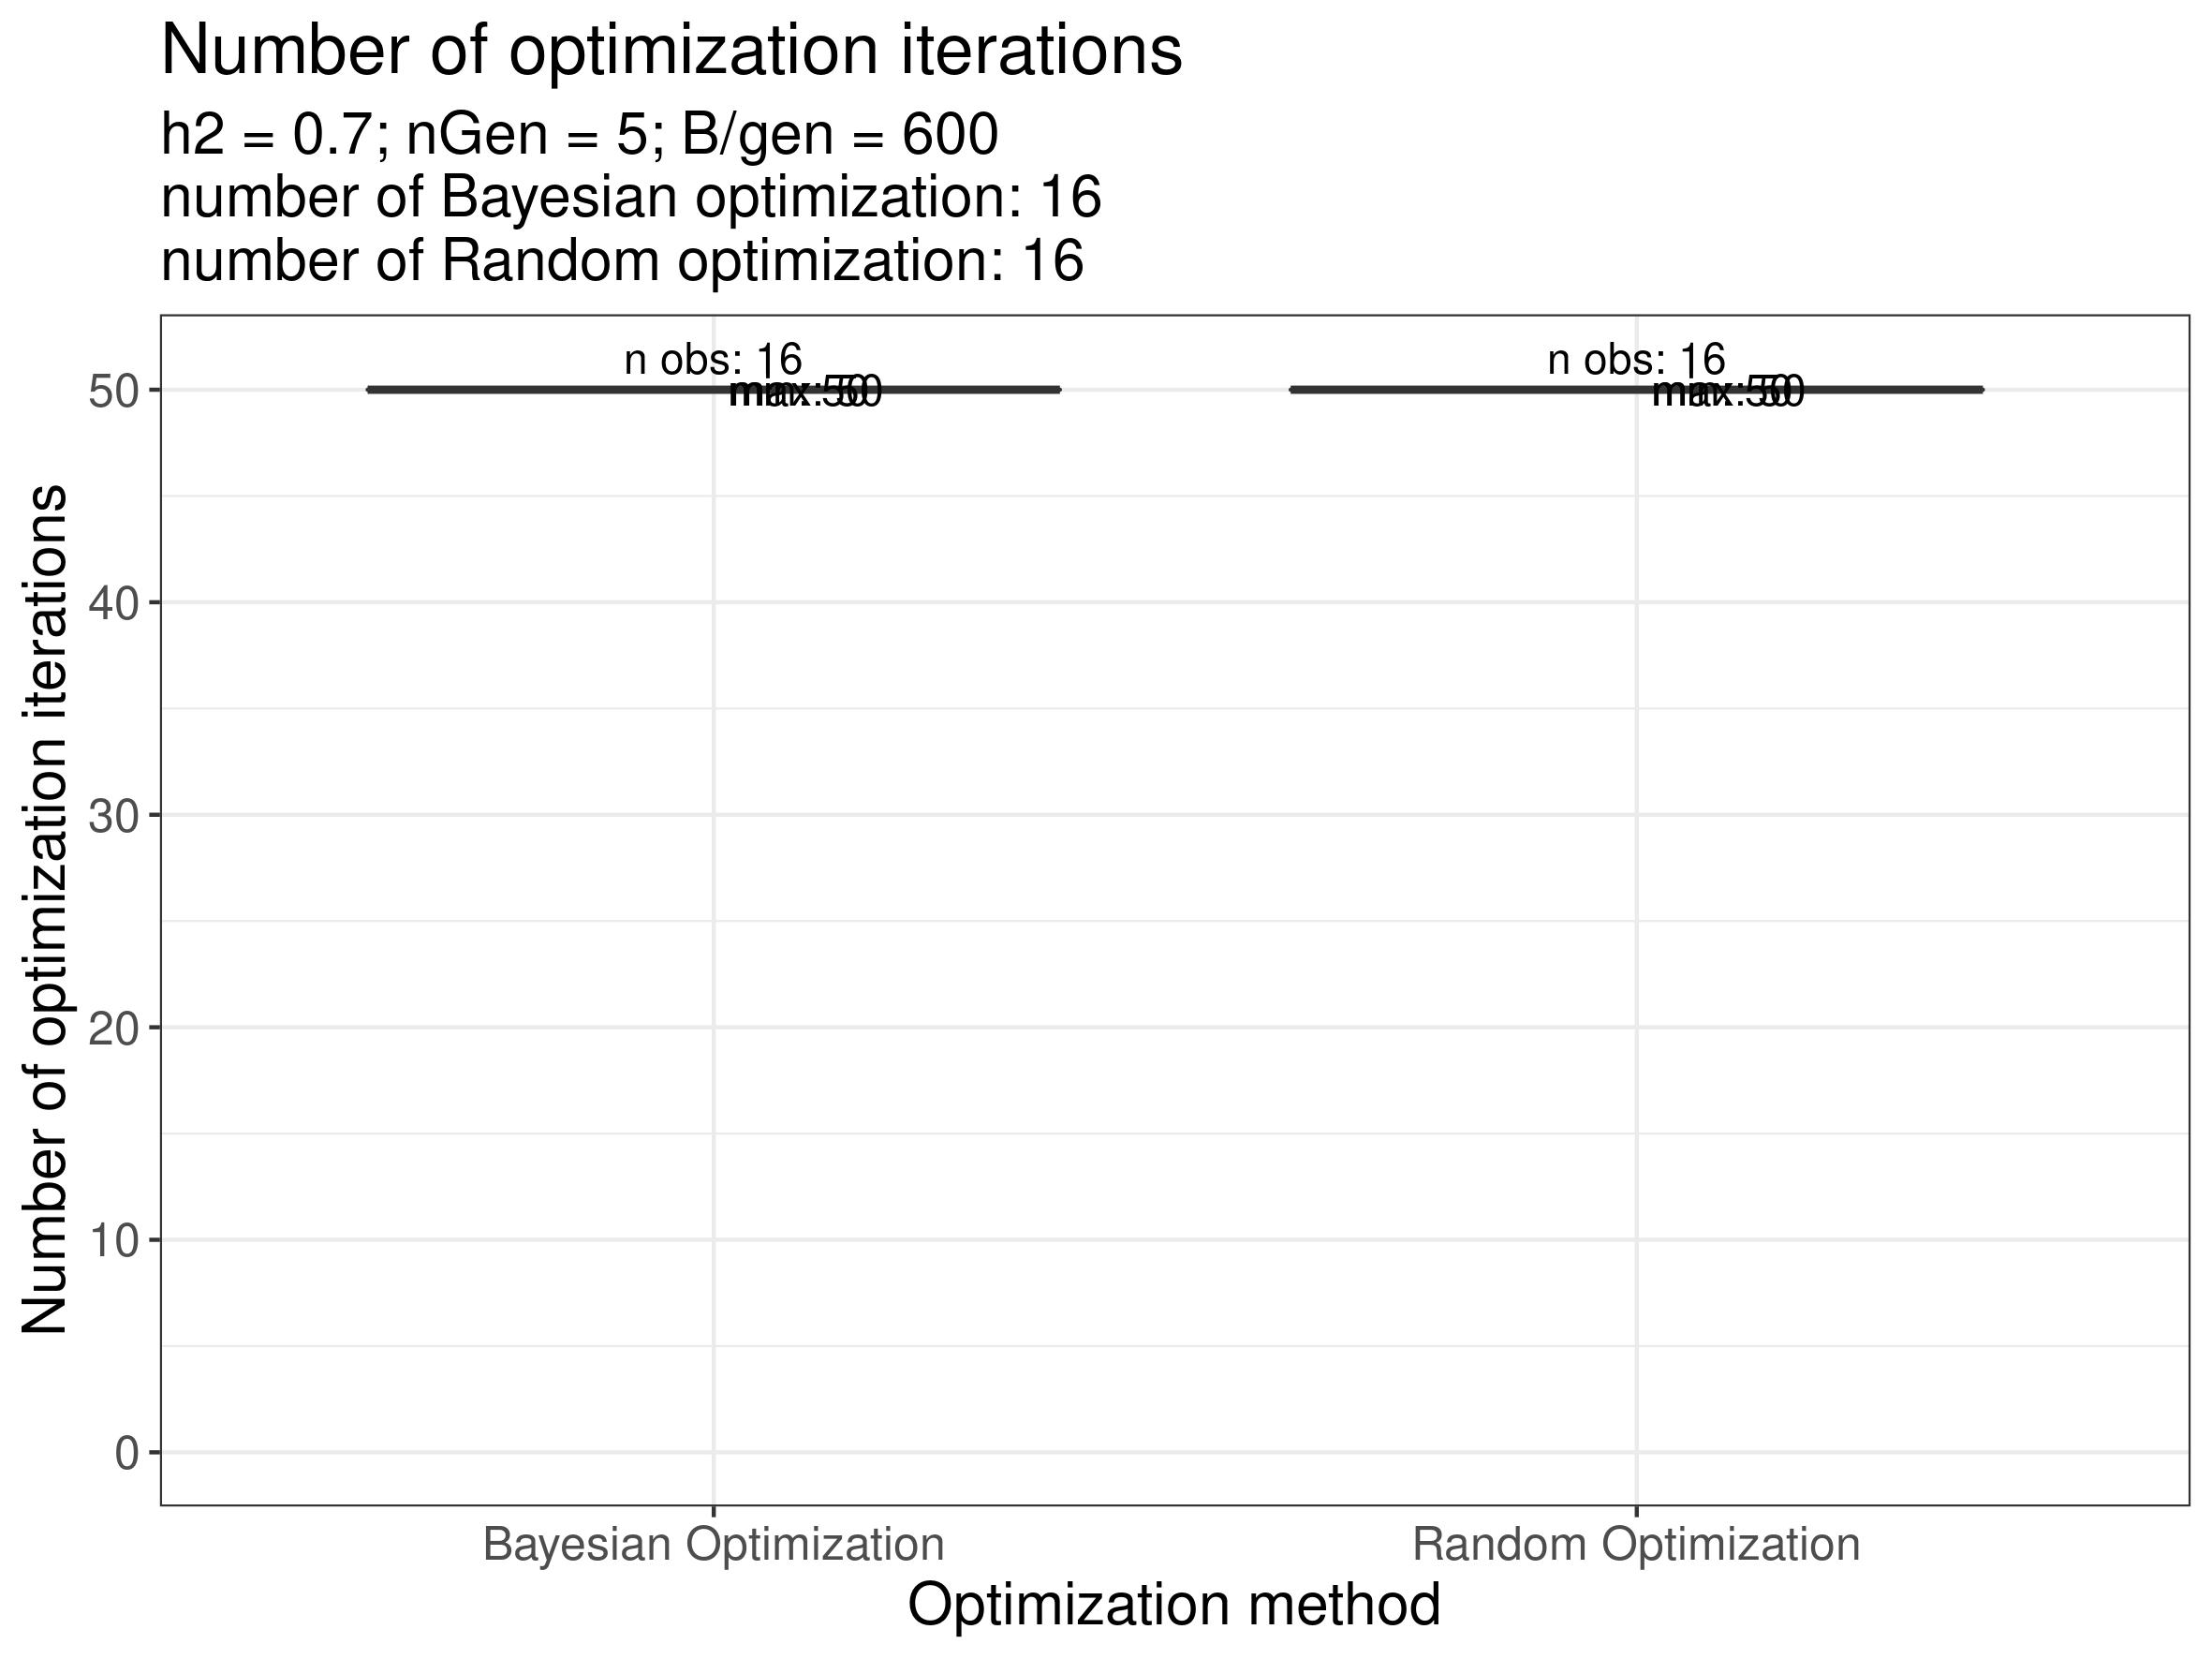 Number of optimization iterations
h2 = 0.7; nGen = 5; B/gen = 600
number of Bayesian optimization: 16
number of Random optimization: 16
n obs: 16
n obs: 16
50
40
30
20
10
0
Number of optimization iterations
Bayesian Optimization
Random Optimization
Optimization method